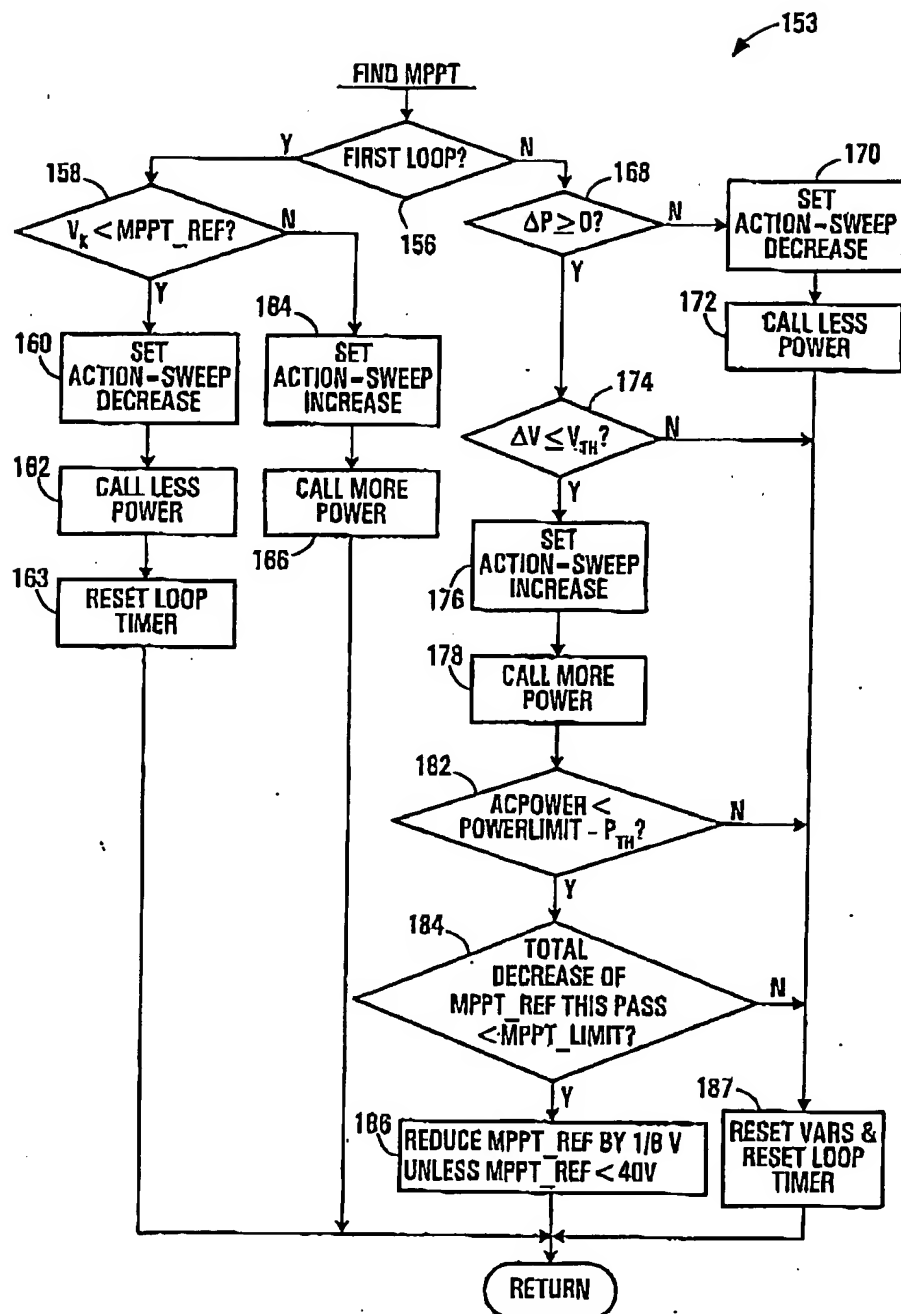 153
FIND MPPT
Y
FIRST LOOP?
N
156
158
V_K < MPPT_REF?
N
Y
168
ΔP ≥ 0?
N
Y
170
SET
ACTION-SWEEP
DECREASE
172
CALL LESS
POWER
160
SET
ACTION-SWEEP
DECREASE
164
SET
ACTION-SWEEP
INCREASE
174
ΔV ≤ V_TH?
N
Y
162
CALL LESS
POWER
CALL MORE
POWER
166
176
SET
ACTION-SWEEP
INCREASE
163
RESET LOOP
TIMER
178
CALL MORE
POWER
182
ACPOWER <
POWERLIMIT - P_TH?
N
Y
184
TOTAL
DECREASE OF
MPPT_REF THIS PASS
< MPPT_LIMIT?
N
Y
186
REDUCE MPPT_REF BY 1/8 V
UNLESS MPPT_REF < 40V
187
RESET VARS &
RESET LOOP
TIMER
RETURN